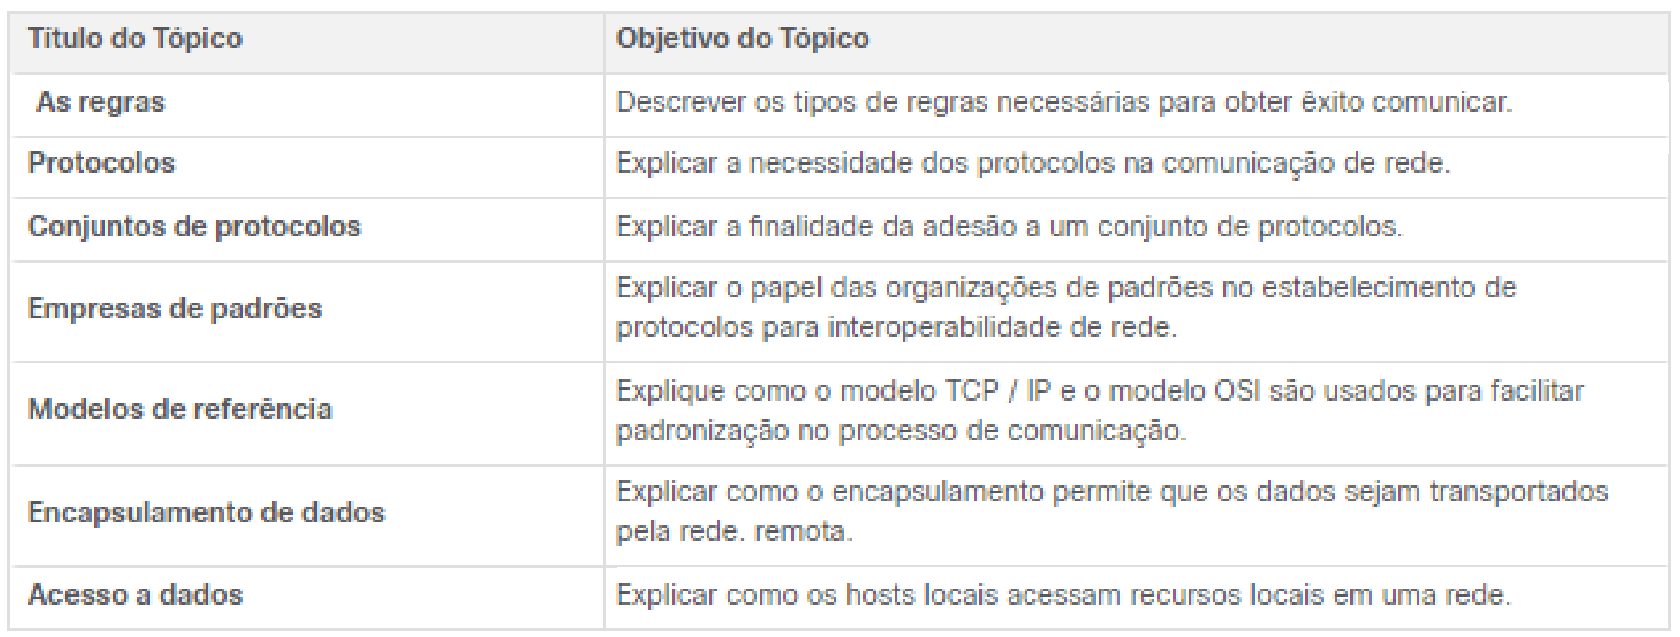 Título do Tópico
Objetivo do Tópico
As regras
Descrever os tipos de regras necessárias para obter êxito comunicar.
Protocolos
Explicar a necessidade dos protocolos na comunicação de rede.
Conjuntos de protocolos
Explicar a finalidade da adesão a um conjunto de protocolos.
Empresas de padrões
Explicar o papel das organizações de padrões no estabelecimento de
protocolos para interoperabilidade de rede.
Modelos de referência
Explique como o modelo TCP / IP e o modelo OSI são usados para facilitar
padronização no processo de comunicação.
Encapsulamento de dados
Explicar como o encapsulamento permite que os dados sejam transportados
pela rede. remota.
Acesso a dados
Explicar como os hosts locais acessam recursos locais em uma rede.